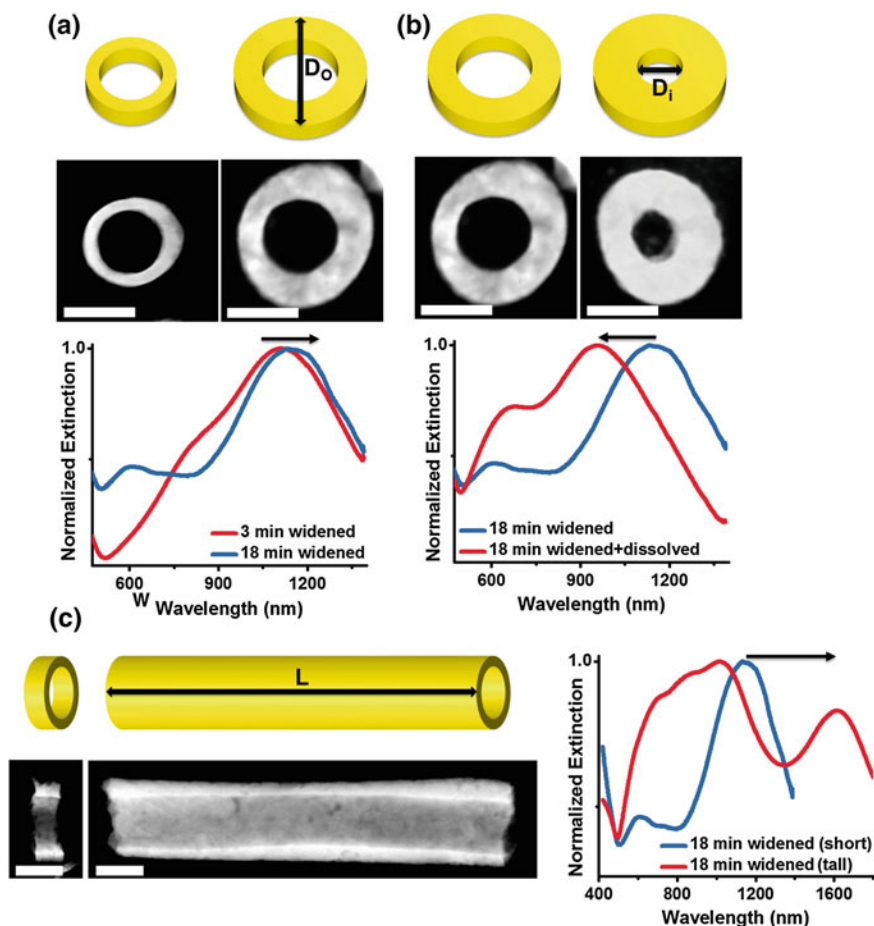 (a)
(b)
Do
Di
1.0
1.0
Normalized Extinction
Normalized Extinction
3 min widened
18 min widened
18 min widened
18 min widened+dissolved
600 900 1200
600 900 1200
W
Wavelength (nm)
Wavelength (nm)
(c)
L
1.0
Normalized Extinction
18 min widened (short)
18 min widened (tall)
400 800 1200 1600
Wavelength (nm)